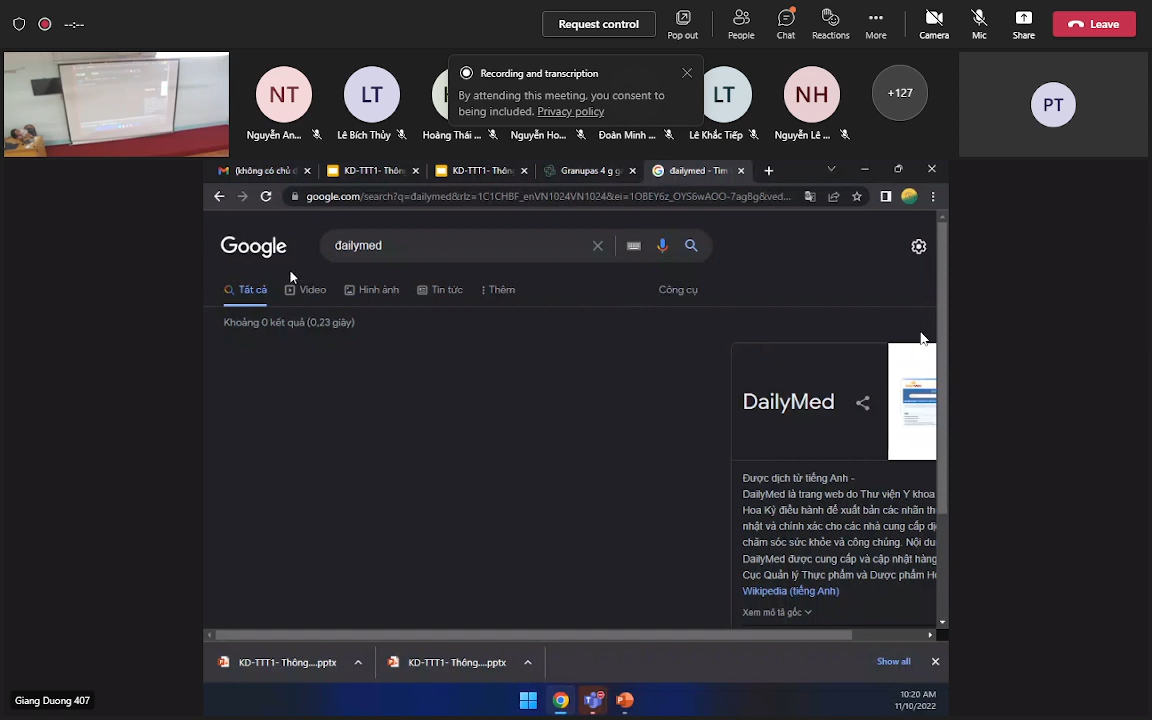 --:--
Request control
Pop out
People
Chat
Reactions
More
Camera
Mic
Share
Leave
NT
LT
LT
NH
+127
PT
Recording and transcription
By attending this meeting, you consent to
being included. Privacy policy
Nguyễn An...
Lê Bích Thủy
Hoàng Thái ...
Nguyễn Ho...
Đoàn Minh ...
Lê Khắc Tiếp
Nguyễn Lê ...
(không có chủ đ
KD-TTT1- Thông
KD-TTT1- Thông
Granupas 4 g g
đailymed - Tìm
google.com/search?q=đailymed&rlz=1C1CHBF_enVN1024VN1024&ei=1OBEY6z_OYS6wAOO-7agBg&ved...
Google
đailymed
Tất cả
Video
Hình ảnh
Tin tức
Thêm
Công cụ
Khoảng 0 kết quả (0,23 giây)
DailyMed
Được dịch từ tiếng Anh -
DailyMed là trang web do Thư viện Y khoa
Hoa Kỳ điều hành để xuất bản các nhãn th
nhật và chính xác cho các nhà cung cấp dị
chăm sóc sức khỏe và công chúng. Nội du
DailyMed được cung cấp và cập nhật hàng
Cục Quản lý Thực phẩm và Dược phẩm H
Wikipedia (tiếng Anh)
Xem mô tả gốc
KD-TTT1- Thông....pptx
KD-TTT1- Thông....pptx
Show all
10:20 AM
11/10/2022
Giang Duong 407